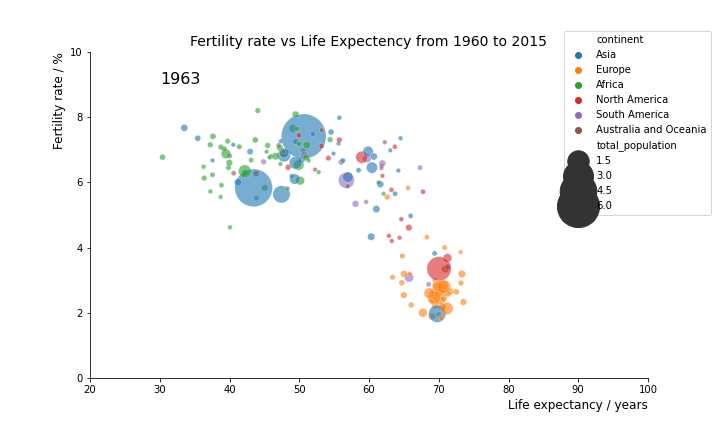 Fertility rate vs Life Expectency from 1960 to 2015
Fertility rate / %
1963
10
8
6
4
2
0
20
30
40
50
60
70
80
90
100
Life expectancy / years
continent
Asia
Europe
Africa
North America
South America
Australia and Oceania
total_population
1.5
3.0
4.5
6.0